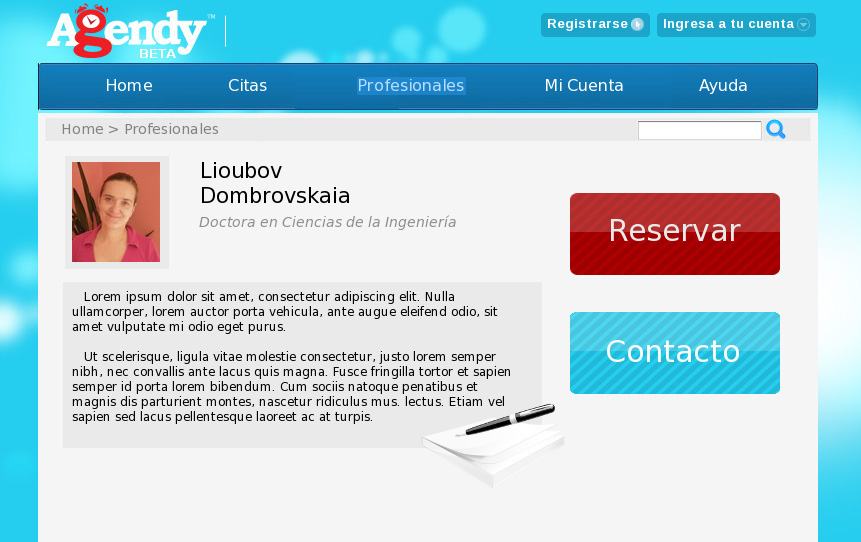 Agendy™
BETA
Registrarse
Ingresa a tu cuenta
Home
Citas
Profesionales
Mi Cuenta
Ayuda
Home > Profesionales
Lioubov
Dombrovskaia
Doctora en Ciencias de la Ingeniería
Reservar
Lorem ipsum dolor sit amet, consectetur adipiscing elit. Nulla
ullamcorper, lorem auctor porta vehicula, ante augue eleifend odio, sit
amet vulputate mi odio eget purus.
Ut scelerisque, ligula vitae molestie consectetur, justo lorem semper
nibh, nec convallis ante lacus quis magna. Fusce fringilla tortor et sapien
semper id porta lorem bibendum. Cum sociis natoque penatibus et
magnis dis parturient montes, nascetur ridiculus mus. lectus. Etiam vel
sapien sed lacus pellentesque laoreet ac at turpis.
Contacto